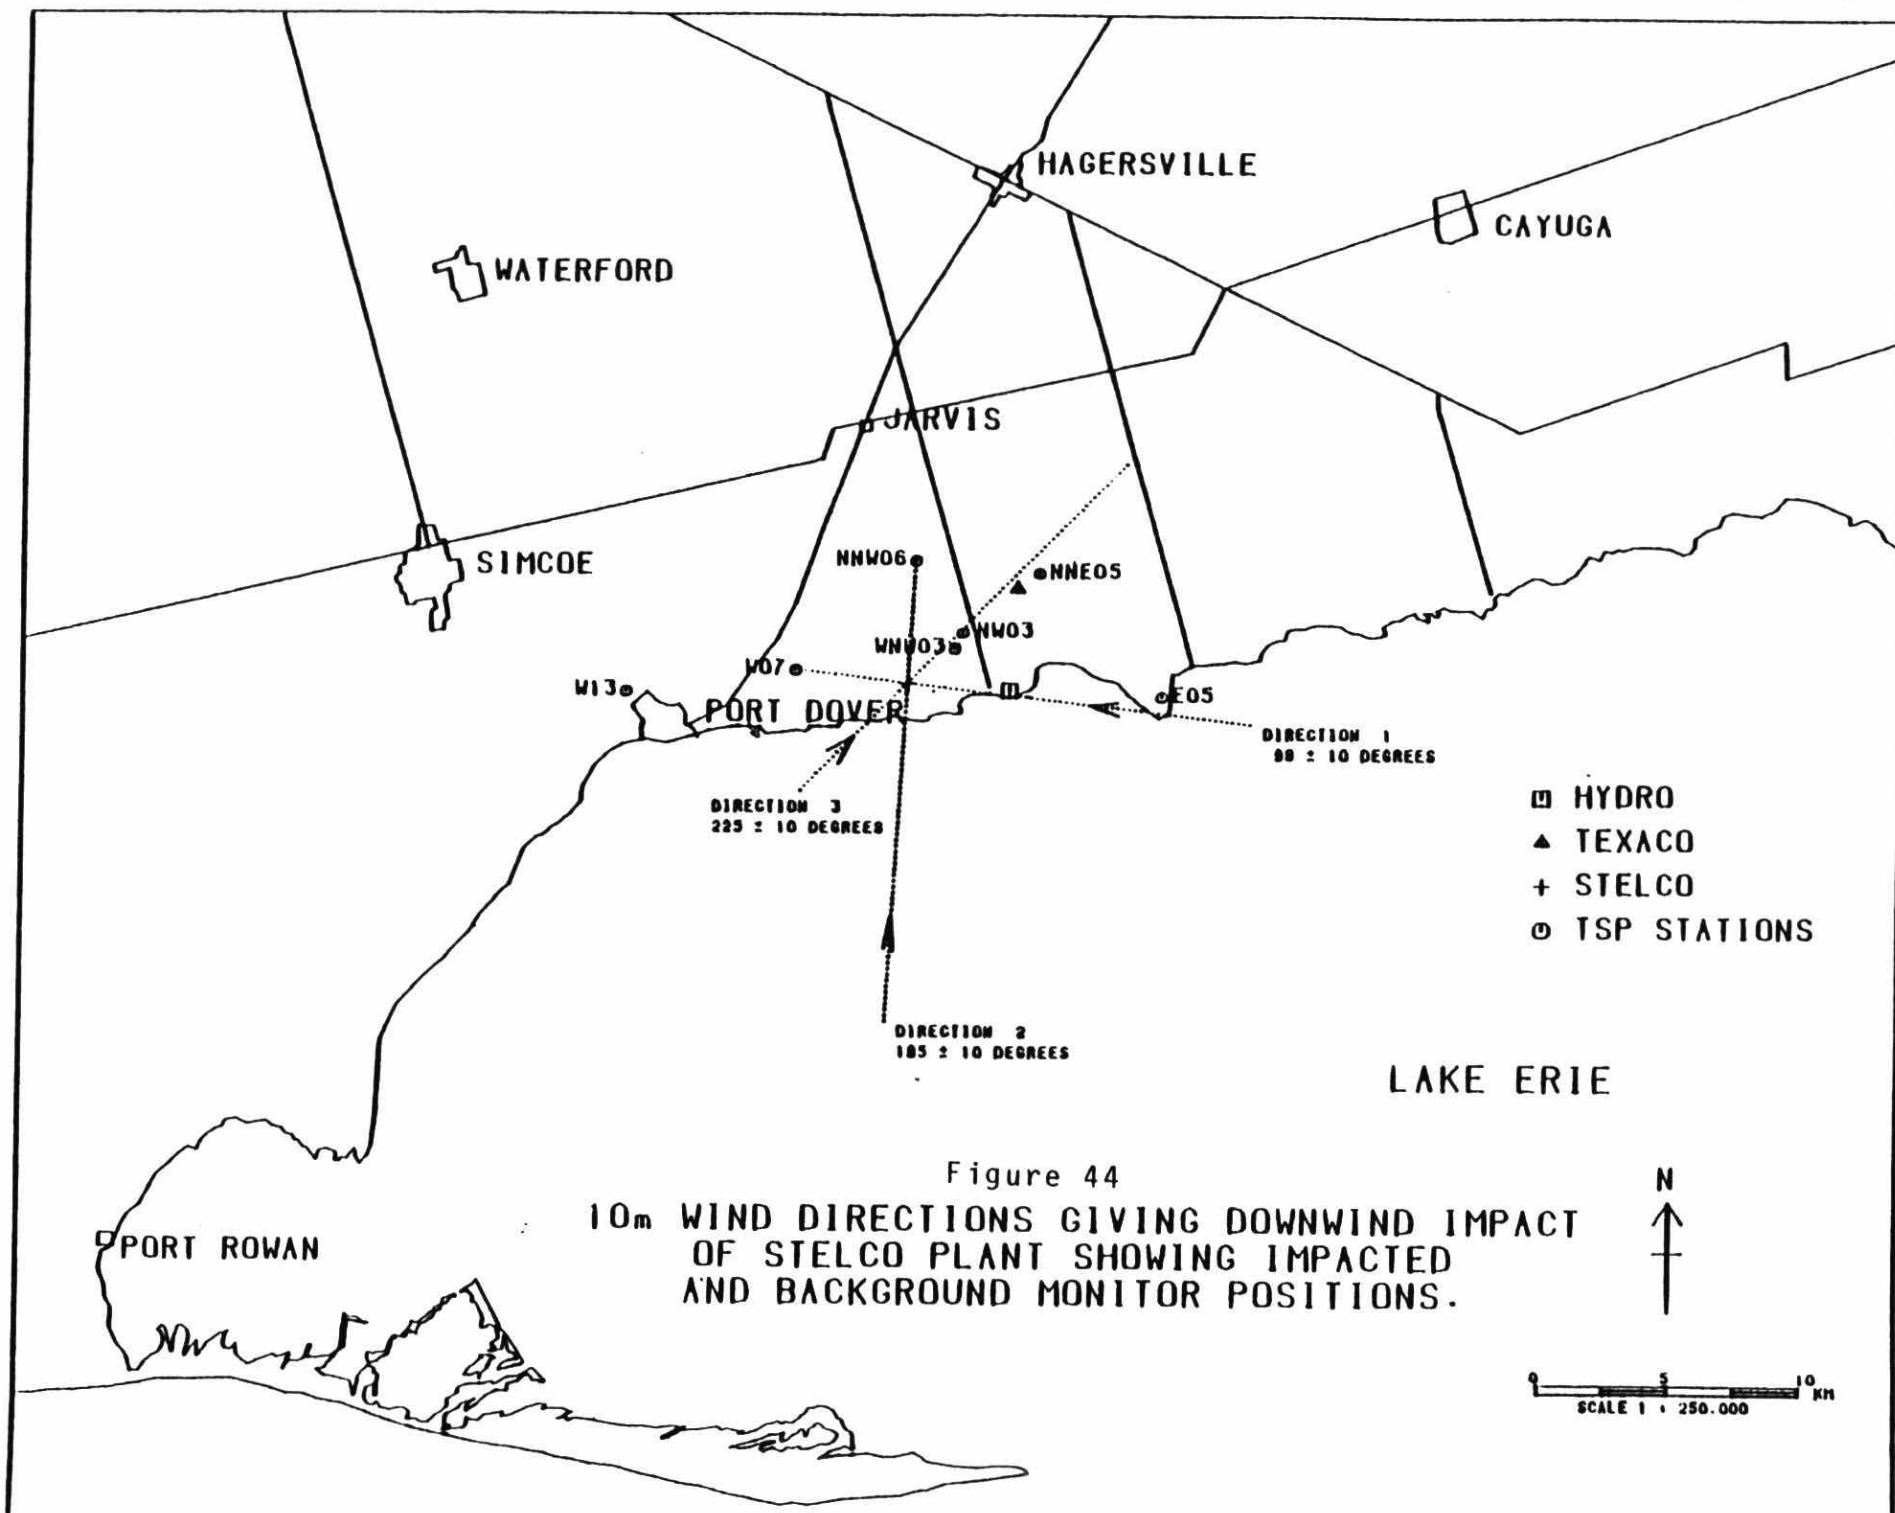 HAGERSVILLE
CAYUGA
WATERFORD
JARVIS
SIMCOE
NNW06
NNE05
NW03
WNW03
W07
W13
E05
PORT DOVER
DIRECTION 1
± 10 DEGREES
DIRECTION 3
225 ± 10 DEGREES
HYDRO
TEXACO
STELCO
TSP STATIONS
DIRECTION 2
185 ± 10 DEGREES
LAKE ERIE
Figure 44
10m WIND DIRECTIONS GIVING DOWNWIND IMPACT
OF STELCO PLANT SHOWING IMPACTED
AND BACKGROUND MONITOR POSITIONS.
N
PORT ROWAN
0 5 10 KM
SCALE 1 : 250.000